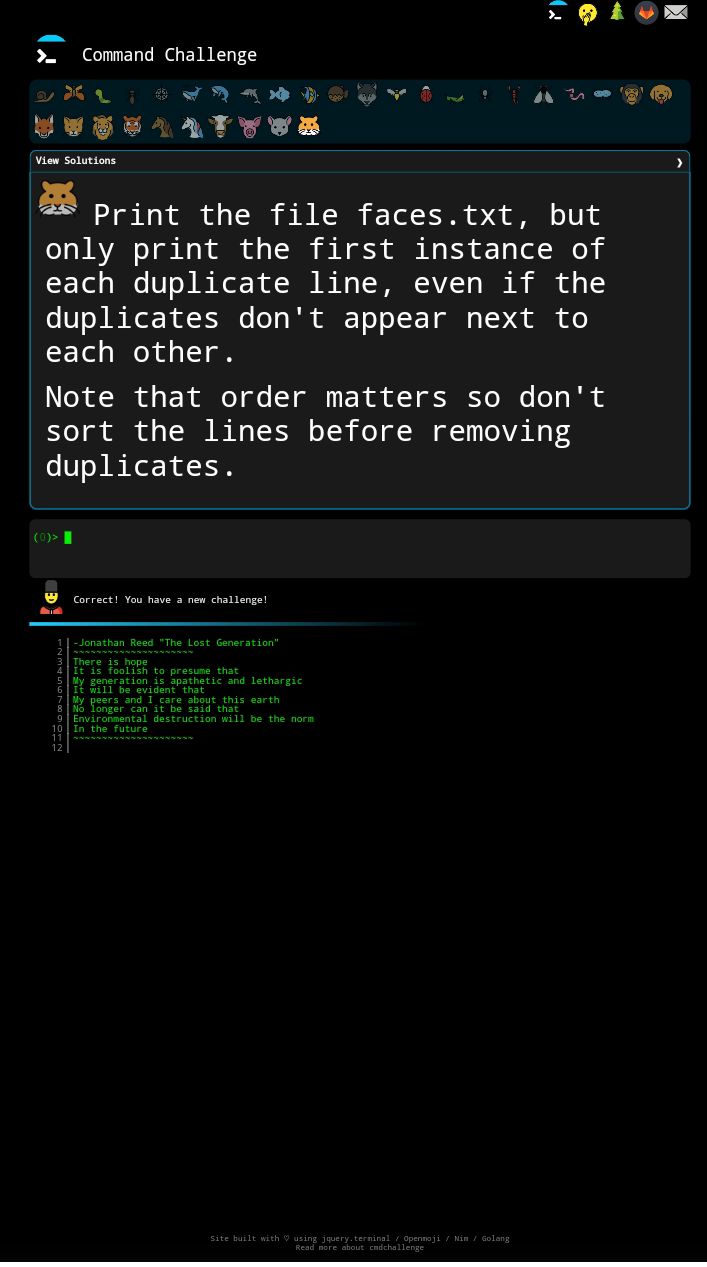 Command Challenge
View Solutions
Print the file faces.txt, but
only print the first instance of
each duplicate line, even if the
duplicates don't appear next to
each other.
Note that order matters so don't
sort the lines before removing
duplicates.
(0)>
Correct! You have a new challenge!
1 -Jonathan Reed "The Lost Generation"
2 ~~~~~~~~~~~~~~~~~~~~~
3 There is hope
4 It is foolish to presume that
5 My generation is apathetic and lethargic
6 It will be evident that
7 My peers and I care about this earth
8 No longer can it be said that
9 Environmental destruction will be the norm
10 In the future
11 ~~~~~~~~~~~~~~~~~~~~~
12
Site built with ♡ using jquery.terminal / Openmoji / Nim / Golang
Read more about cmdchallenge